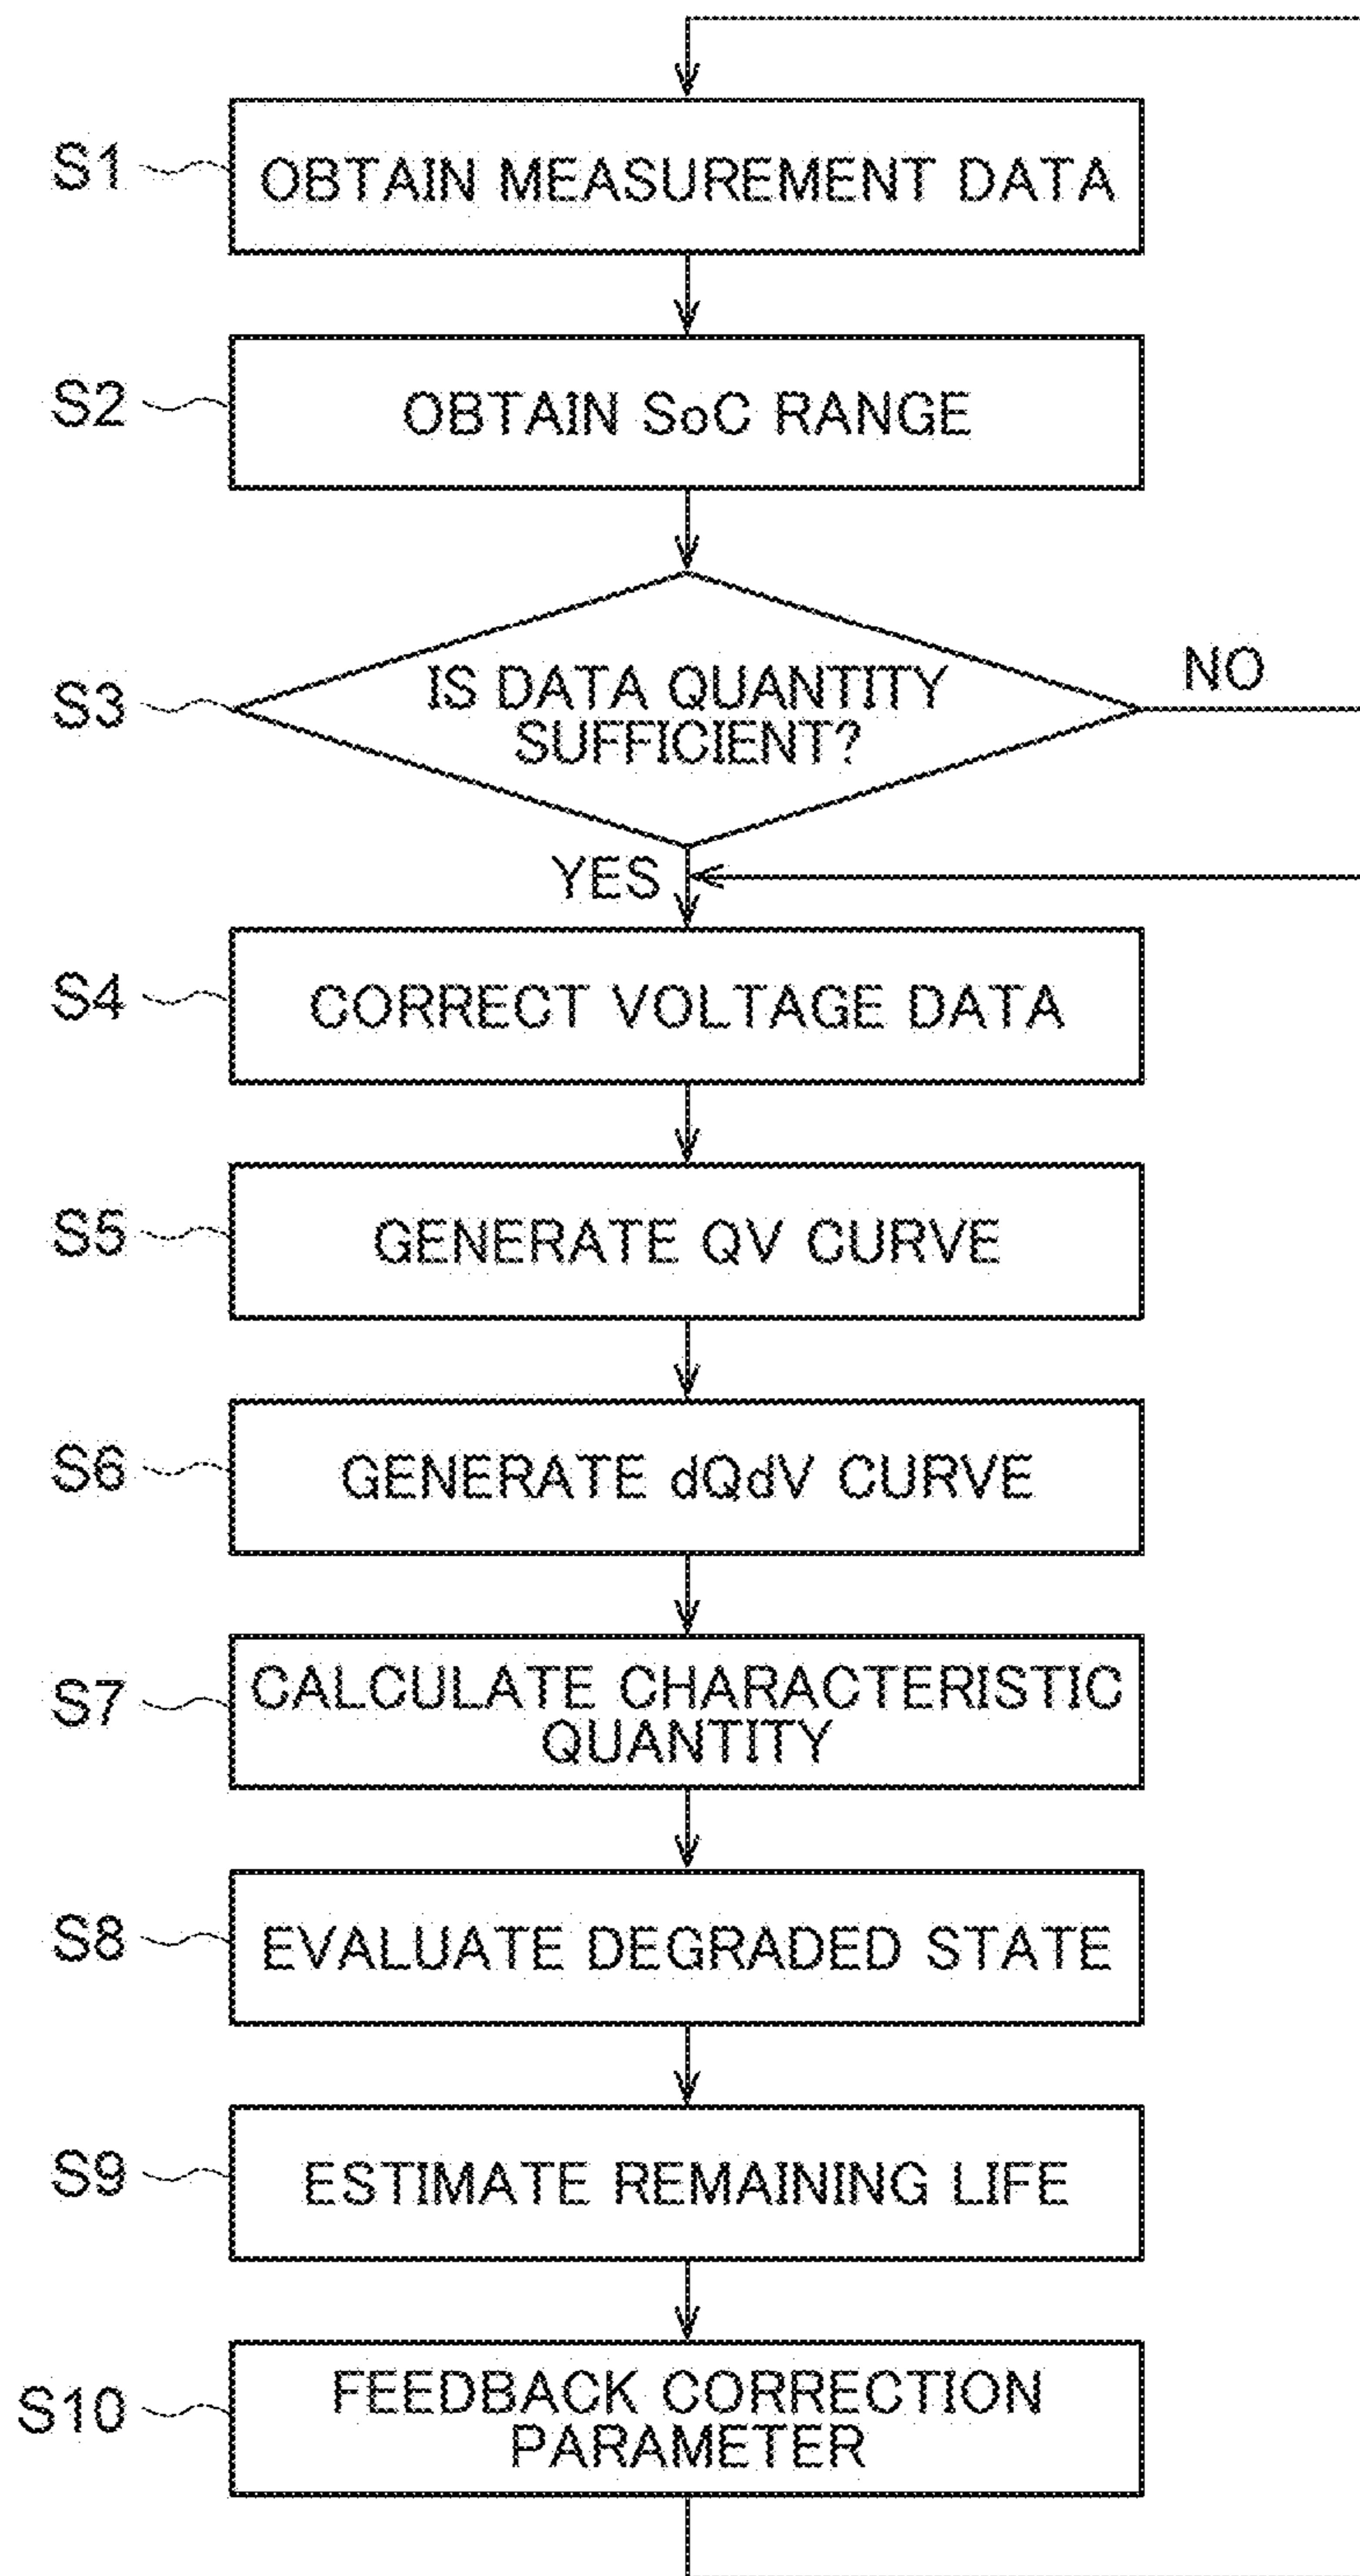 S1
OBTAIN MEASUREMENT DATA
S2
OBTAIN SoC RANGE
S3
IS DATA QUANTITY
SUFFICIENT?
NO
YES
S4
CORRECT VOLTAGE DATA
S5
GENERATE QV CURVE
S6
GENERATE dQdV CURVE
S7
CALCULATE CHARACTERISTIC
QUANTITY
S8
EVALUATE DEGRADED STATE
S9
ESTIMATE REMAINING LIFE
S10
FEEDBACK CORRECTION
PARAMETER